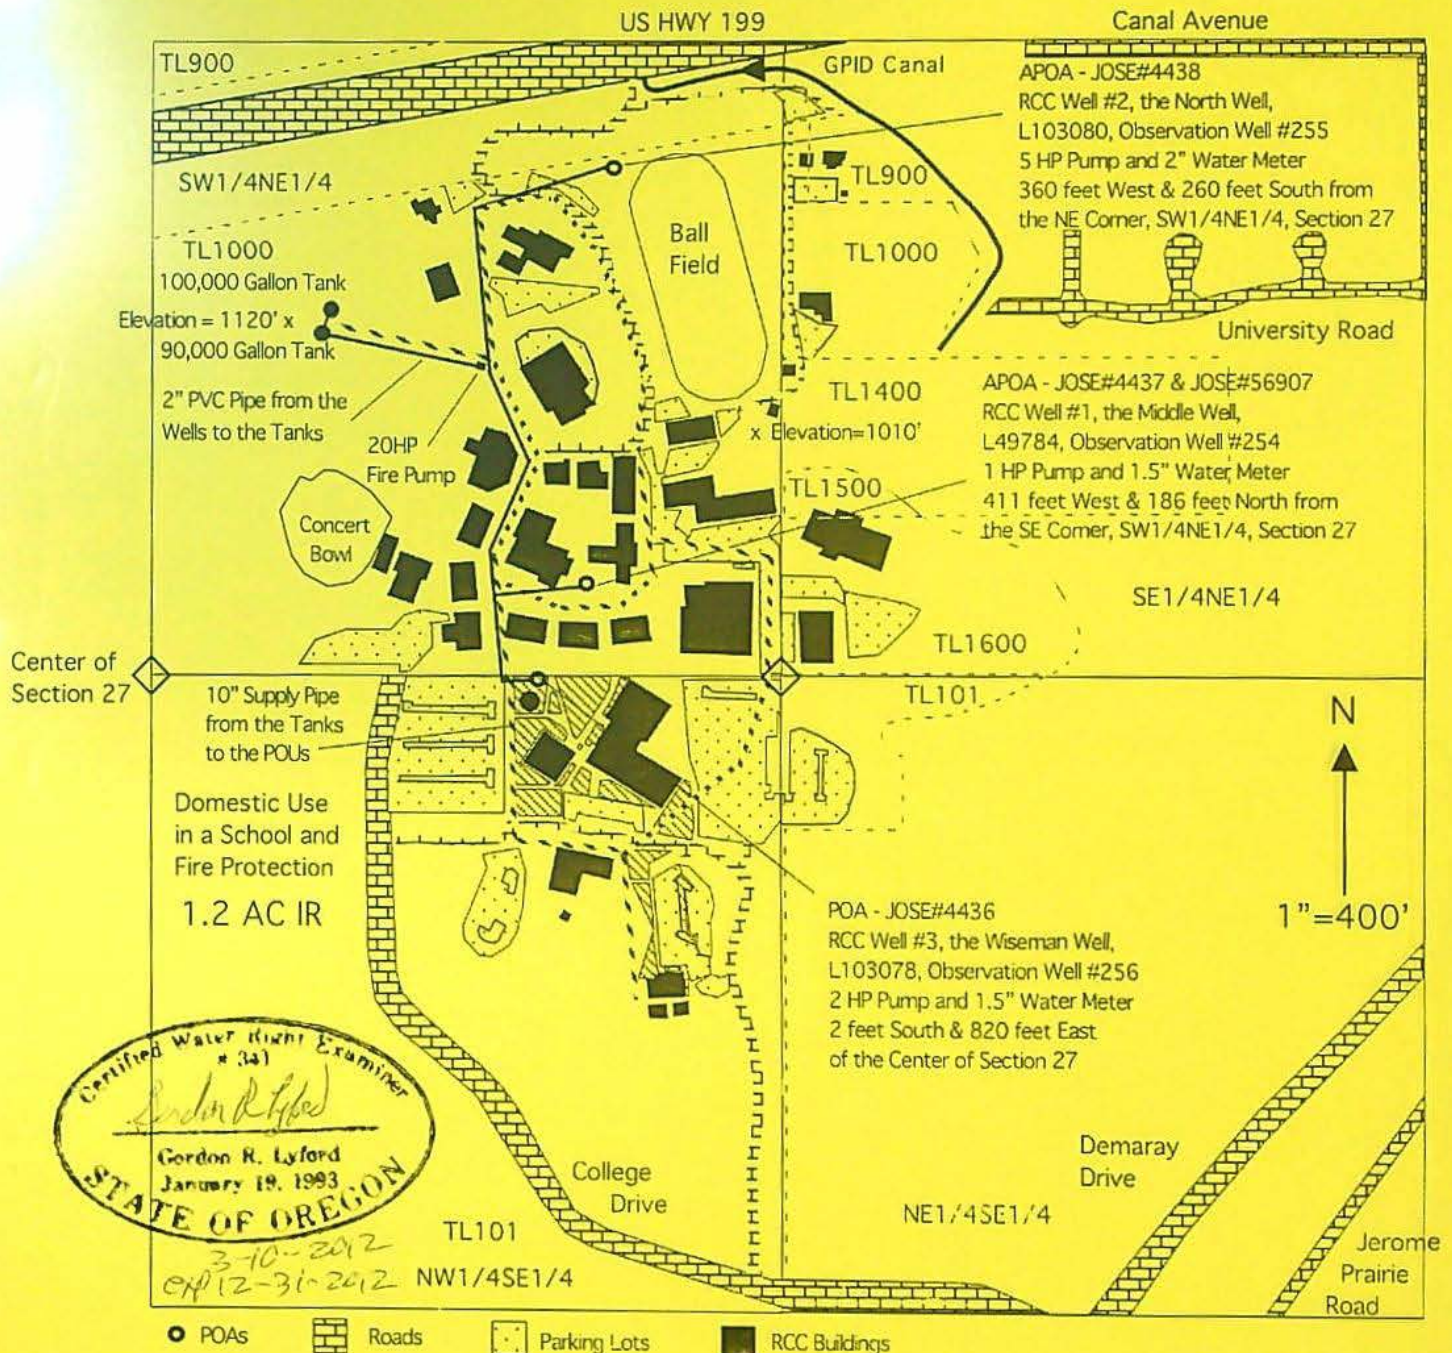 US HWY 199
Canal Avenue
TL900
GPID Canal
APOA - JOSE#4438
RCC Well #2, the North Well,
L103080, Observation Well #255
5 HP Pump and 2" Water Meter
360 feet West & 260 feet South from
the NE Corner, SW1/4NE1/4, Section 27
SW1/4NE1/4
TL900
Ball
Field
TL1000
TL1000
100,000 Gallon Tank
Elevation = 1120' x
90,000 Gallon Tank
University Road
2" PVC Pipe from the
Wells to the Tanks
20HP
Fire Pump
TL1400
x Elevation=1010'
APOA - JOSE#4437 & JOSE#56907
RCC Well #1, the Middle Well,
L49784, Observation Well #254
1 HP Pump and 1.5" Water Meter
411 feet West & 186 feet North from
the SE Corner, SW1/4NE1/4, Section 27
TL1500
Concert
Bowl
SE1/4NE1/4
TL1600
Center of
Section 27
TL101
10" Supply Pipe
from the Tanks
to the POUs
N
1"=400'
Domestic Use
in a School and
Fire Protection
1.2 AC IR
POA - JOSE#4436
RCC Well #3, the Wiseman Well,
L103078, Observation Well #256
2 HP Pump and 1.5" Water Meter
2 feet South & 820 feet East
of the Center of Section 27
Certified Water Right Examiner
# 341
Gordon R Lyford
Gordon R. Lyford
January 19, 1993
STATE OF OREGON
3-10-2012
exp 12-31-2012
College
Drive
Demaray
Drive
TL101
NW1/4SE1/4
NE1/4SE1/4
Jerome
Prairie
Road
POAs
Roads
Parking Lots
RCC Buildings